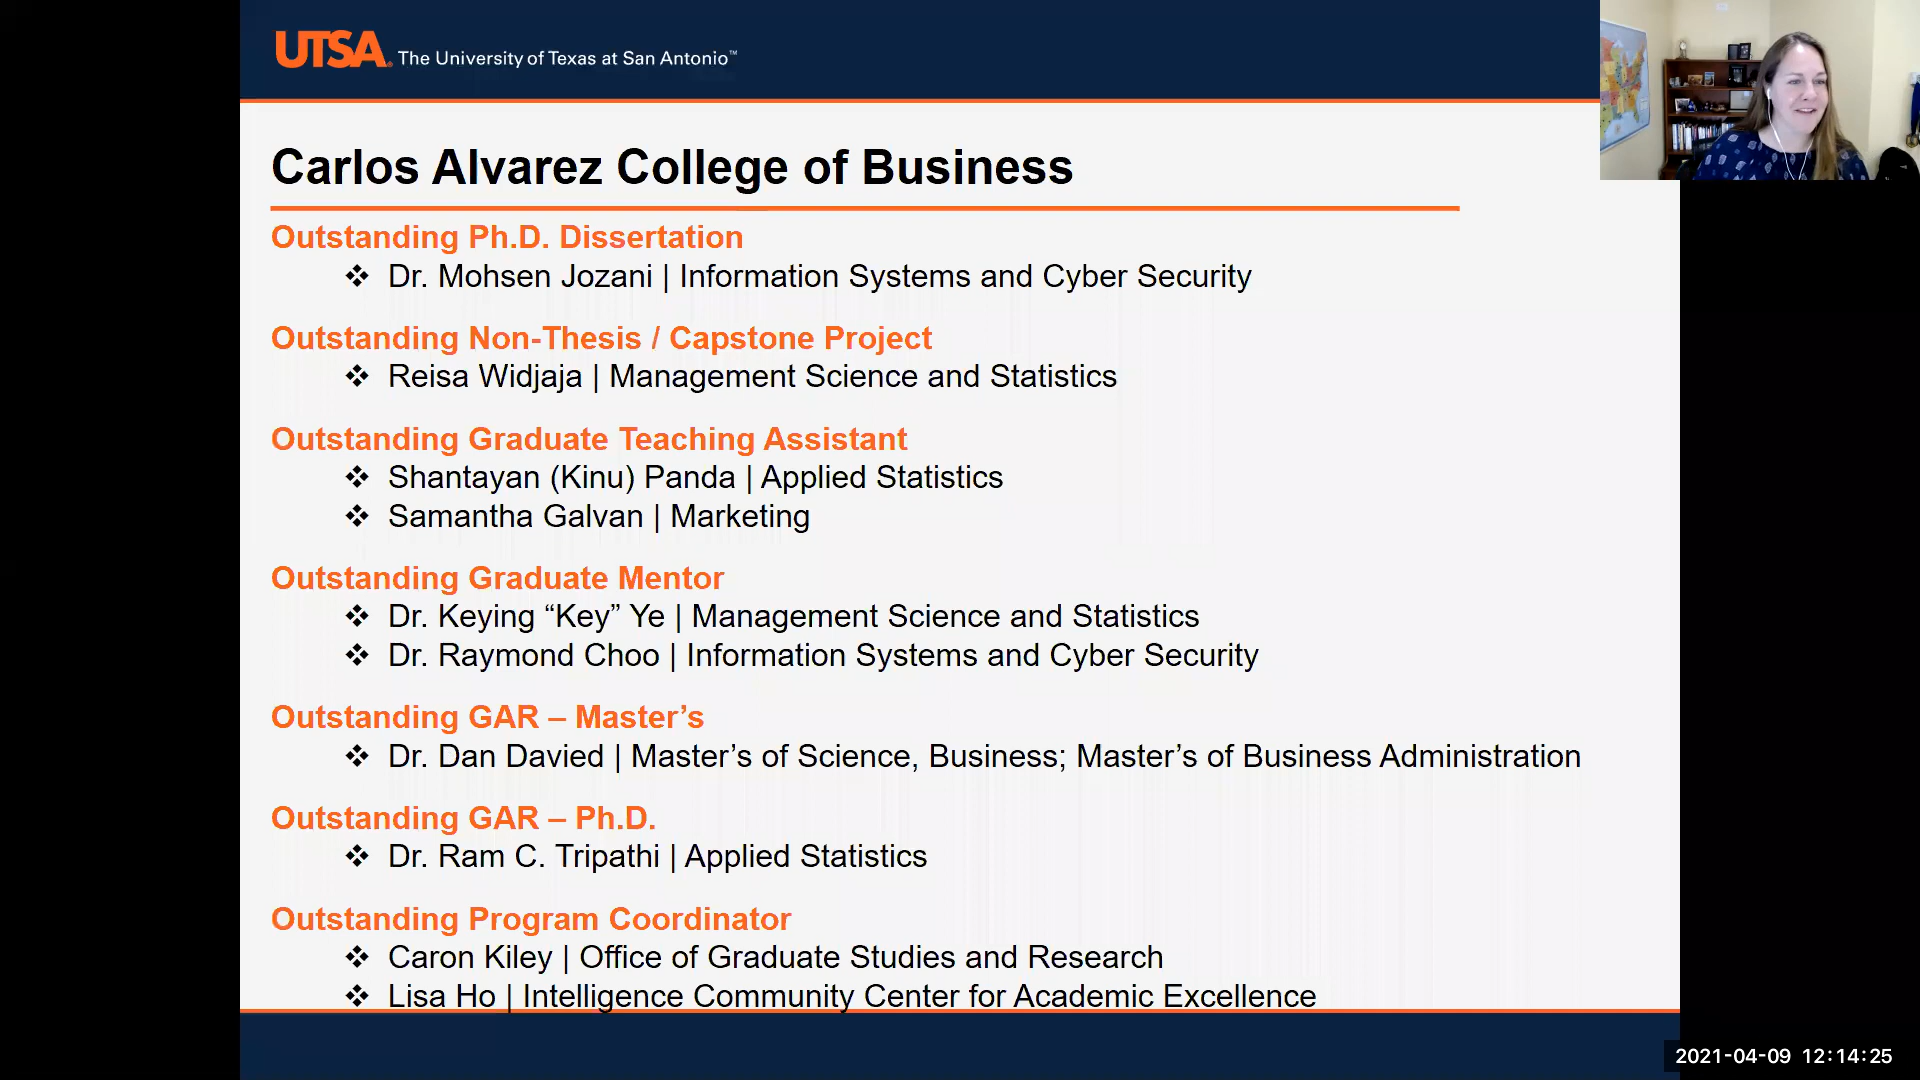 UTSA. The University of Texas at San Antonio™
Carlos Alvarez College of Business
Outstanding Ph.D. Dissertation
❖ Dr. Mohsen Jozani | Information Systems and Cyber Security
Outstanding Non-Thesis / Capstone Project
❖ Reisa Widjaja | Management Science and Statistics
Outstanding Graduate Teaching Assistant
❖ Shantayan (Kinu) Panda | Applied Statistics
❖ Samantha Galvan | Marketing
Outstanding Graduate Mentor
❖ Dr. Keying “Key” Ye | Management Science and Statistics
❖ Dr. Raymond Choo | Information Systems and Cyber Security
Outstanding GAR – Master’s
❖ Dr. Dan Davied | Master’s of Science, Business; Master’s of Business Administration
Outstanding GAR – Ph.D.
❖ Dr. Ram C. Tripathi | Applied Statistics
Outstanding Program Coordinator
❖ Caron Kiley | Office of Graduate Studies and Research
❖ Lisa Ho | Intelligence Community Center for Academic Excellence
2021-04-09 12:14:25